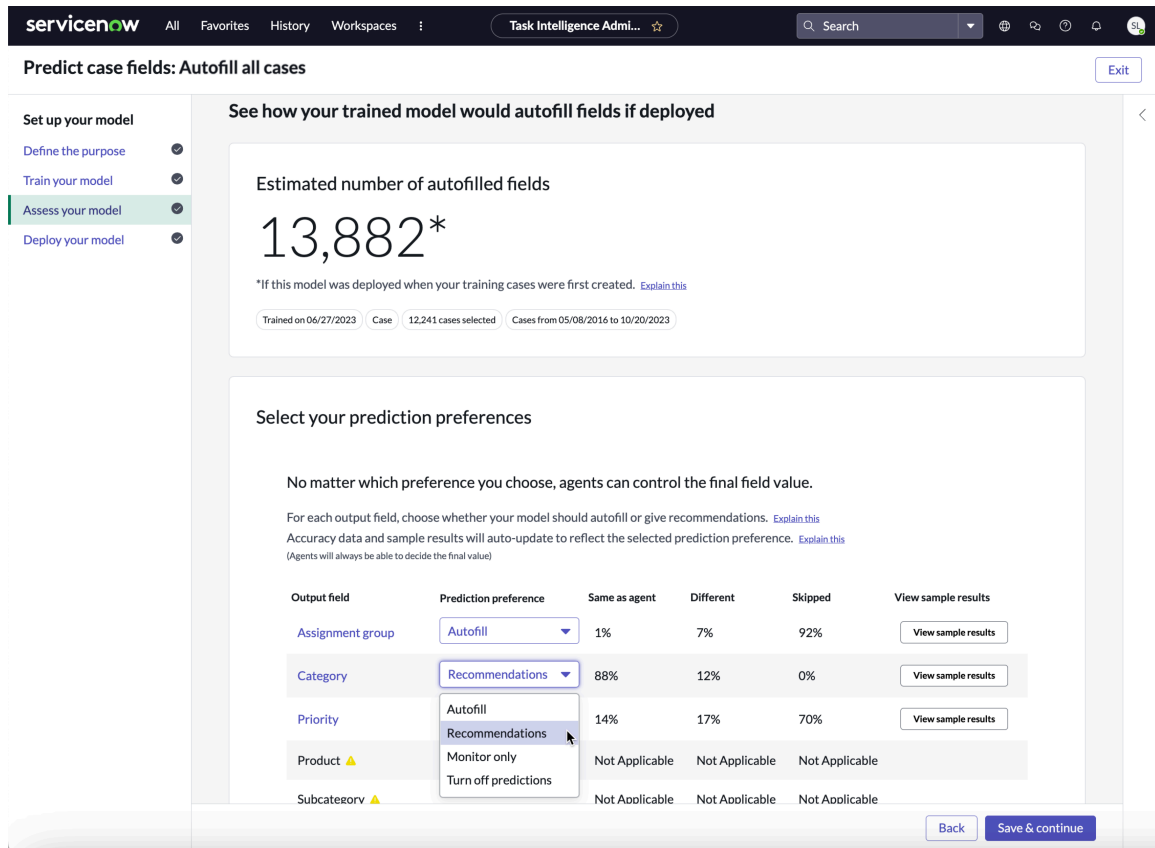 servicenow All Favorites History Workspaces Task Intelligence Admi... Search SL
Predict case fields: Autofill all cases Exit
Set up your model
Define the purpose
Train your model
Assess your model
Deploy your model
See how your trained model would autofill fields if deployed
Estimated number of autofilled fields
13,882*
*If this model was deployed when your training cases were first created. Explain this
Trained on 06/27/2023 Case 12,241 cases selected Cases from 05/08/2016 to 10/20/2023
Select your prediction preferences
No matter which preference you choose, agents can control the final field value.
For each output field, choose whether your model should autofill or give recommendations. Explain this
Accuracy data and sample results will auto-update to reflect the selected prediction preference. Explain this
(Agents will always be able to decide the final value)
Output field Prediction preference Same as agent Different Skipped View sample results
Assignment group Autofill 1% 7% 92% View sample results
Category Recommendations 88% 12% 0% View sample results
Autofill
Priority 14% 17% 70% View sample results
Recommendations
Monitor only
Product Not Applicable Not Applicable Not Applicable
Turn off predictions
Subcategory Not Applicable Not Applicable Not Applicable
Back Save & continue